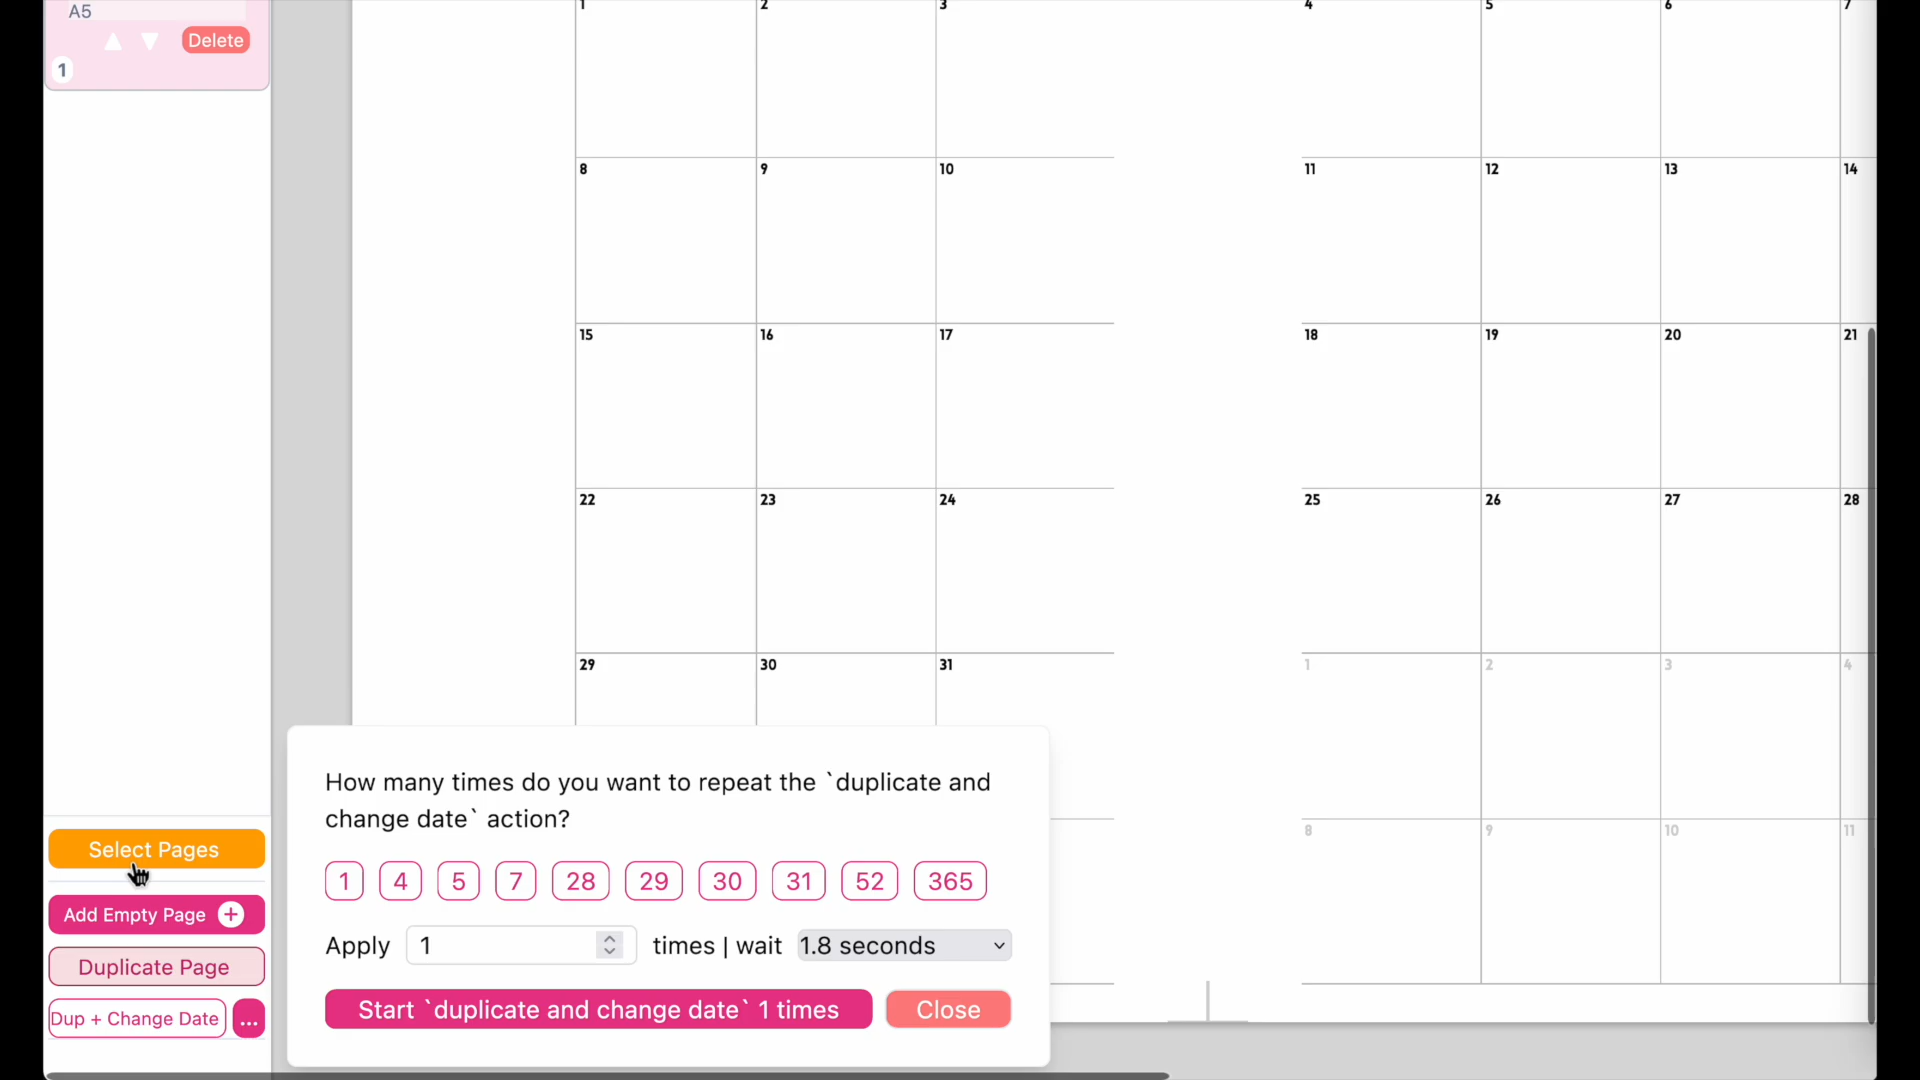 A5
Delete
1
1 2 3 4 5 6 7
8 9 10 11 12 13 14
15 16 17 18 19 20 21
22 23 24 25 26 27 28
29 30 31 1 2 3 4
8 9 10 11
Select Pages
Add Empty Page +
Duplicate Page
Dup + Change Date ...
How many times do you want to repeat the `duplicate and
change date` action?
1 4 5 7 28 29 30 31 52 365
Apply 1 times | wait 1.8 seconds
Start `duplicate and change date` 1 times Close